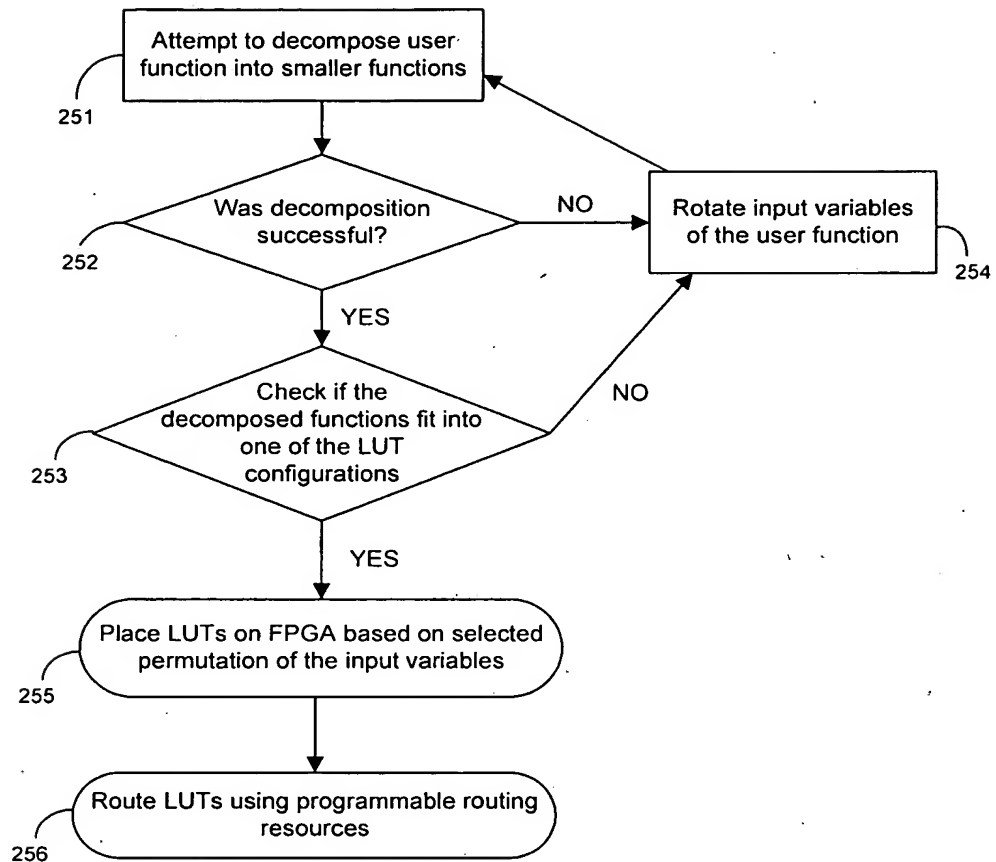 Attempt to decompose user
function into smaller functions
251
Was decomposition
successful?
252
NO
Rotate input variables
of the user function
254
YES
Check if the
decomposed functions fit into
one of the LUT
configurations
253
NO
YES
Place LUTs on FPGA based on selected
permutation of the input variables
255
Route LUTs using programmable routing
resources
256